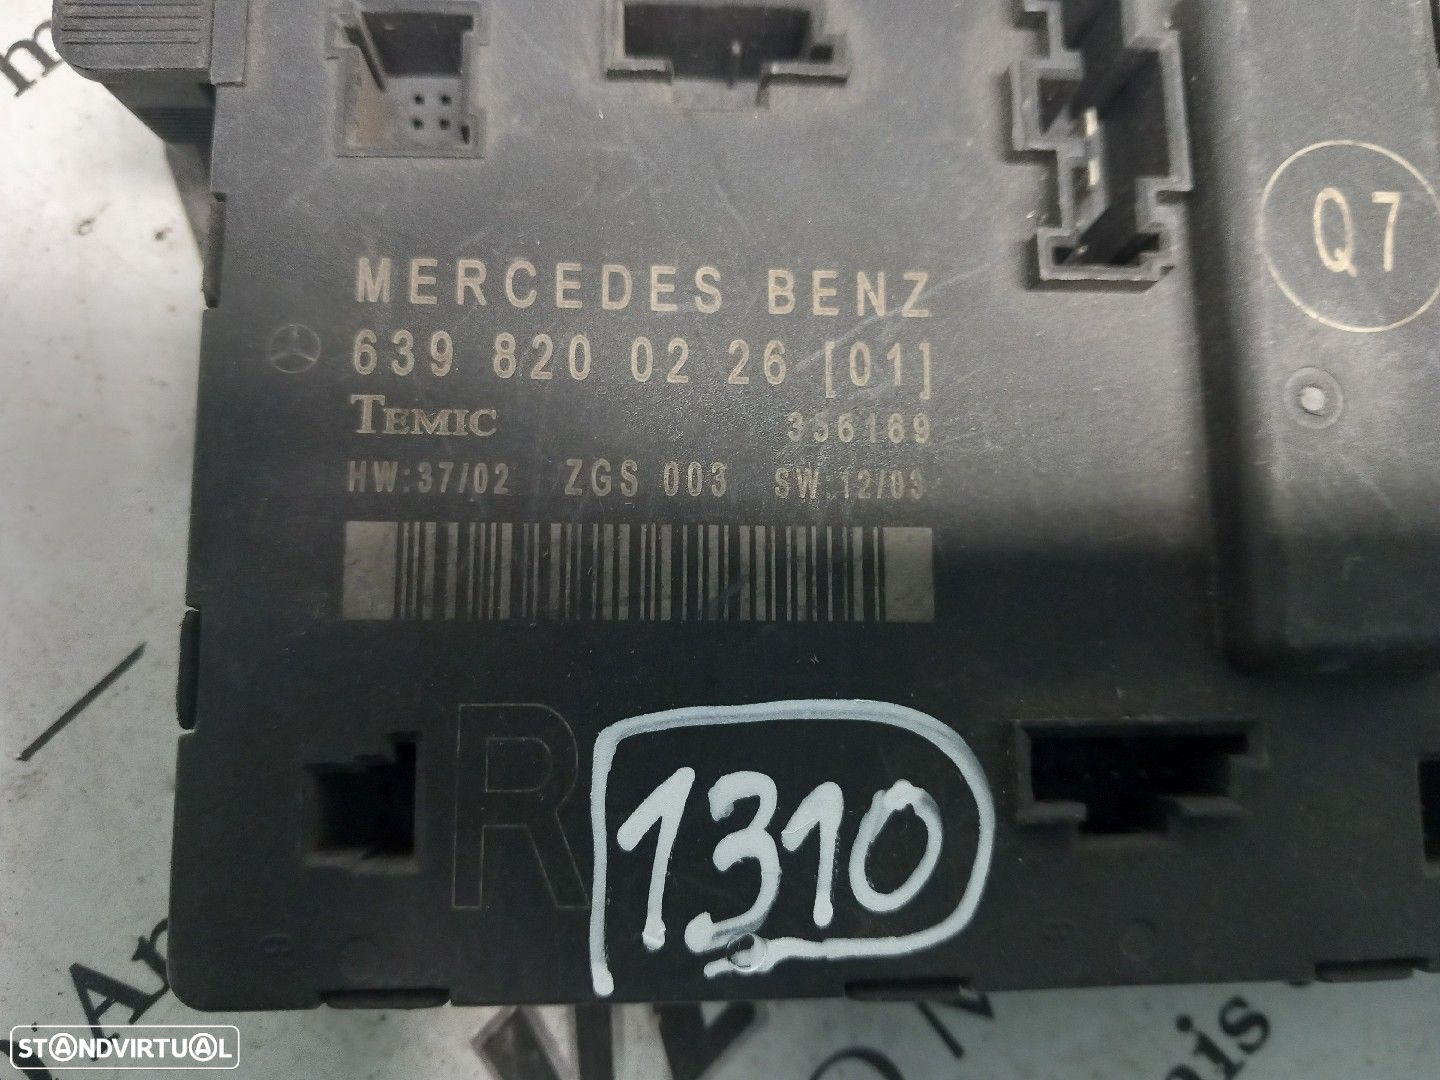 Q7
MERCEDES BENZ
639 820 02 26 [01]
TEMIC 356169
HW:37/02 ZGS 003 SW:12/03
R
1310
STANDVIRTUAL